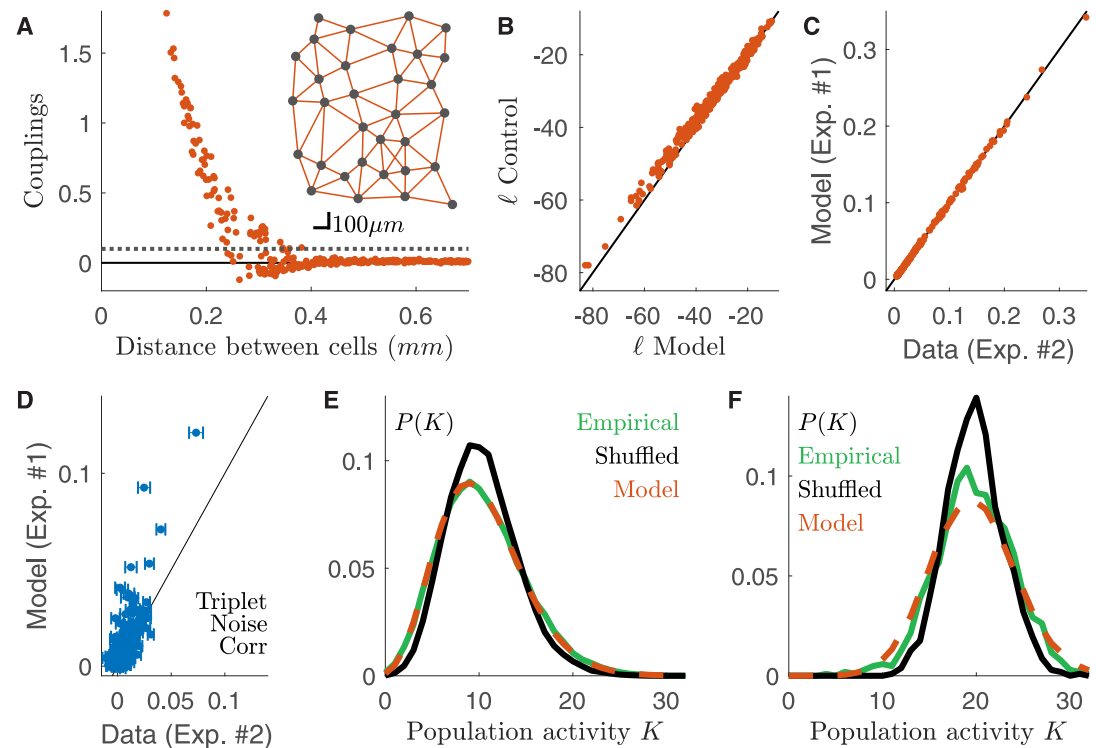 A
1.5
1
0.5
0
Couplings
100μm
0
0.2
0.4
0.6
Distance between cells (mm)
B
-20
-40
-60
-80
ℓ Control
-80
-60
-40
-20
ℓ Model
C
0.3
0.2
0.1
0
Model (Exp. #1)
0
0.1
0.2
0.3
Data (Exp. #2)
D
0.1
0
Model (Exp. #1)
Triplet
Noise
Corr
0
0.05
0.1
Data (Exp. #2)
E
P(K)
Empirical
Shuffled
Model
0.1
0.05
0
0
10
20
30
Population activity K
F
P(K)
Empirical
Shuffled
Model
0.1
0.05
0
0
10
20
30
Population activity K